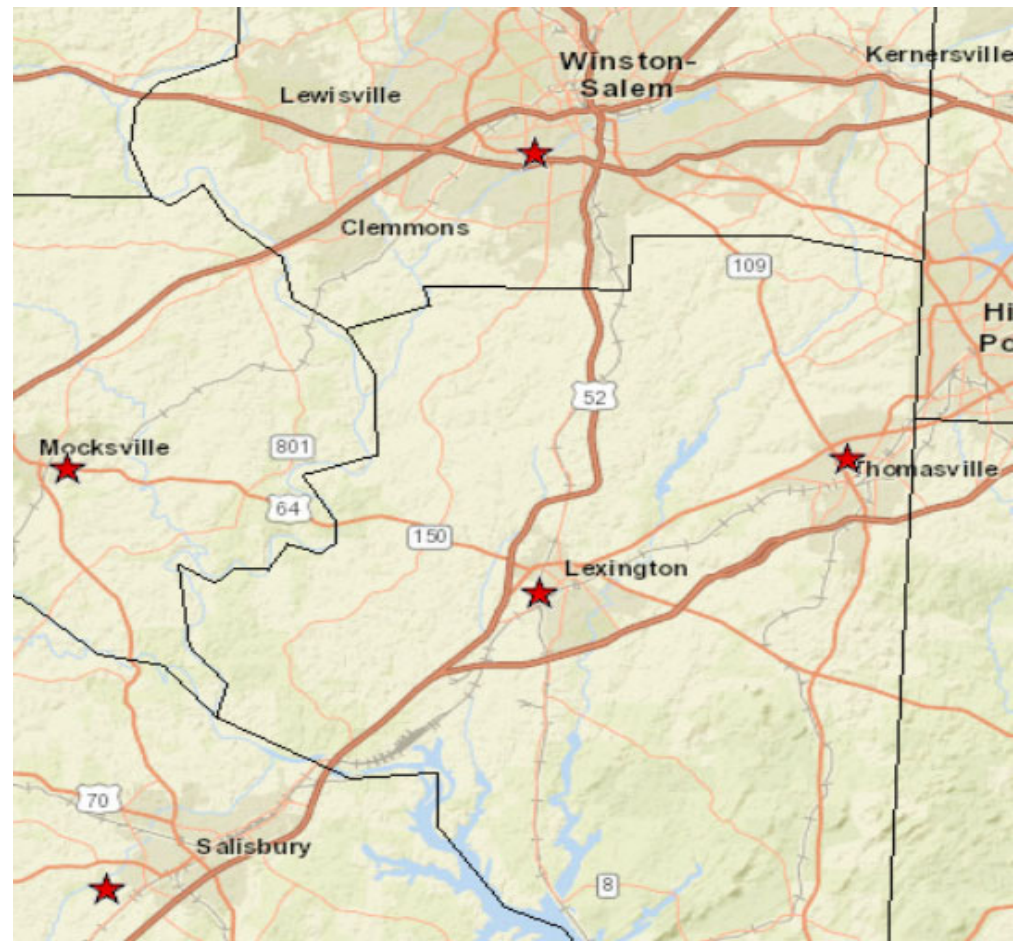 Winston-
Salem
Kernersville
Lewisville
Clemmons
109
Hi
Po
52
Mocksville
801
Thomasville
64
150
Lexington
70
Salisbury
8